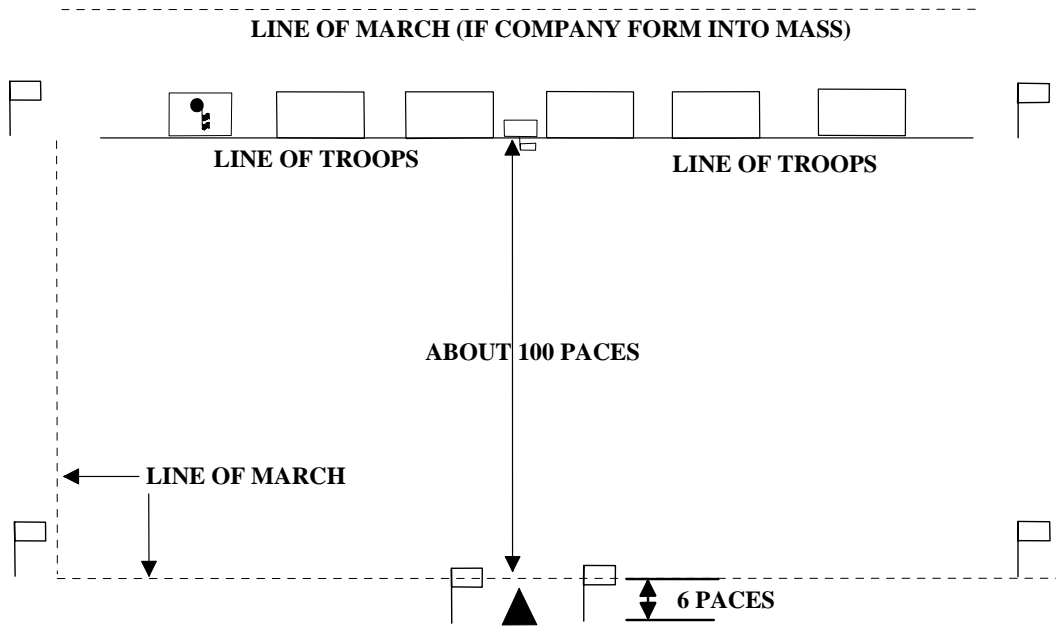 LINE OF MARCH (IF COMPANY FORM INTO MASS)
LINE OF TROOPS
LINE OF TROOPS
ABOUT 100 PACES
LINE OF MARCH
6 PACES